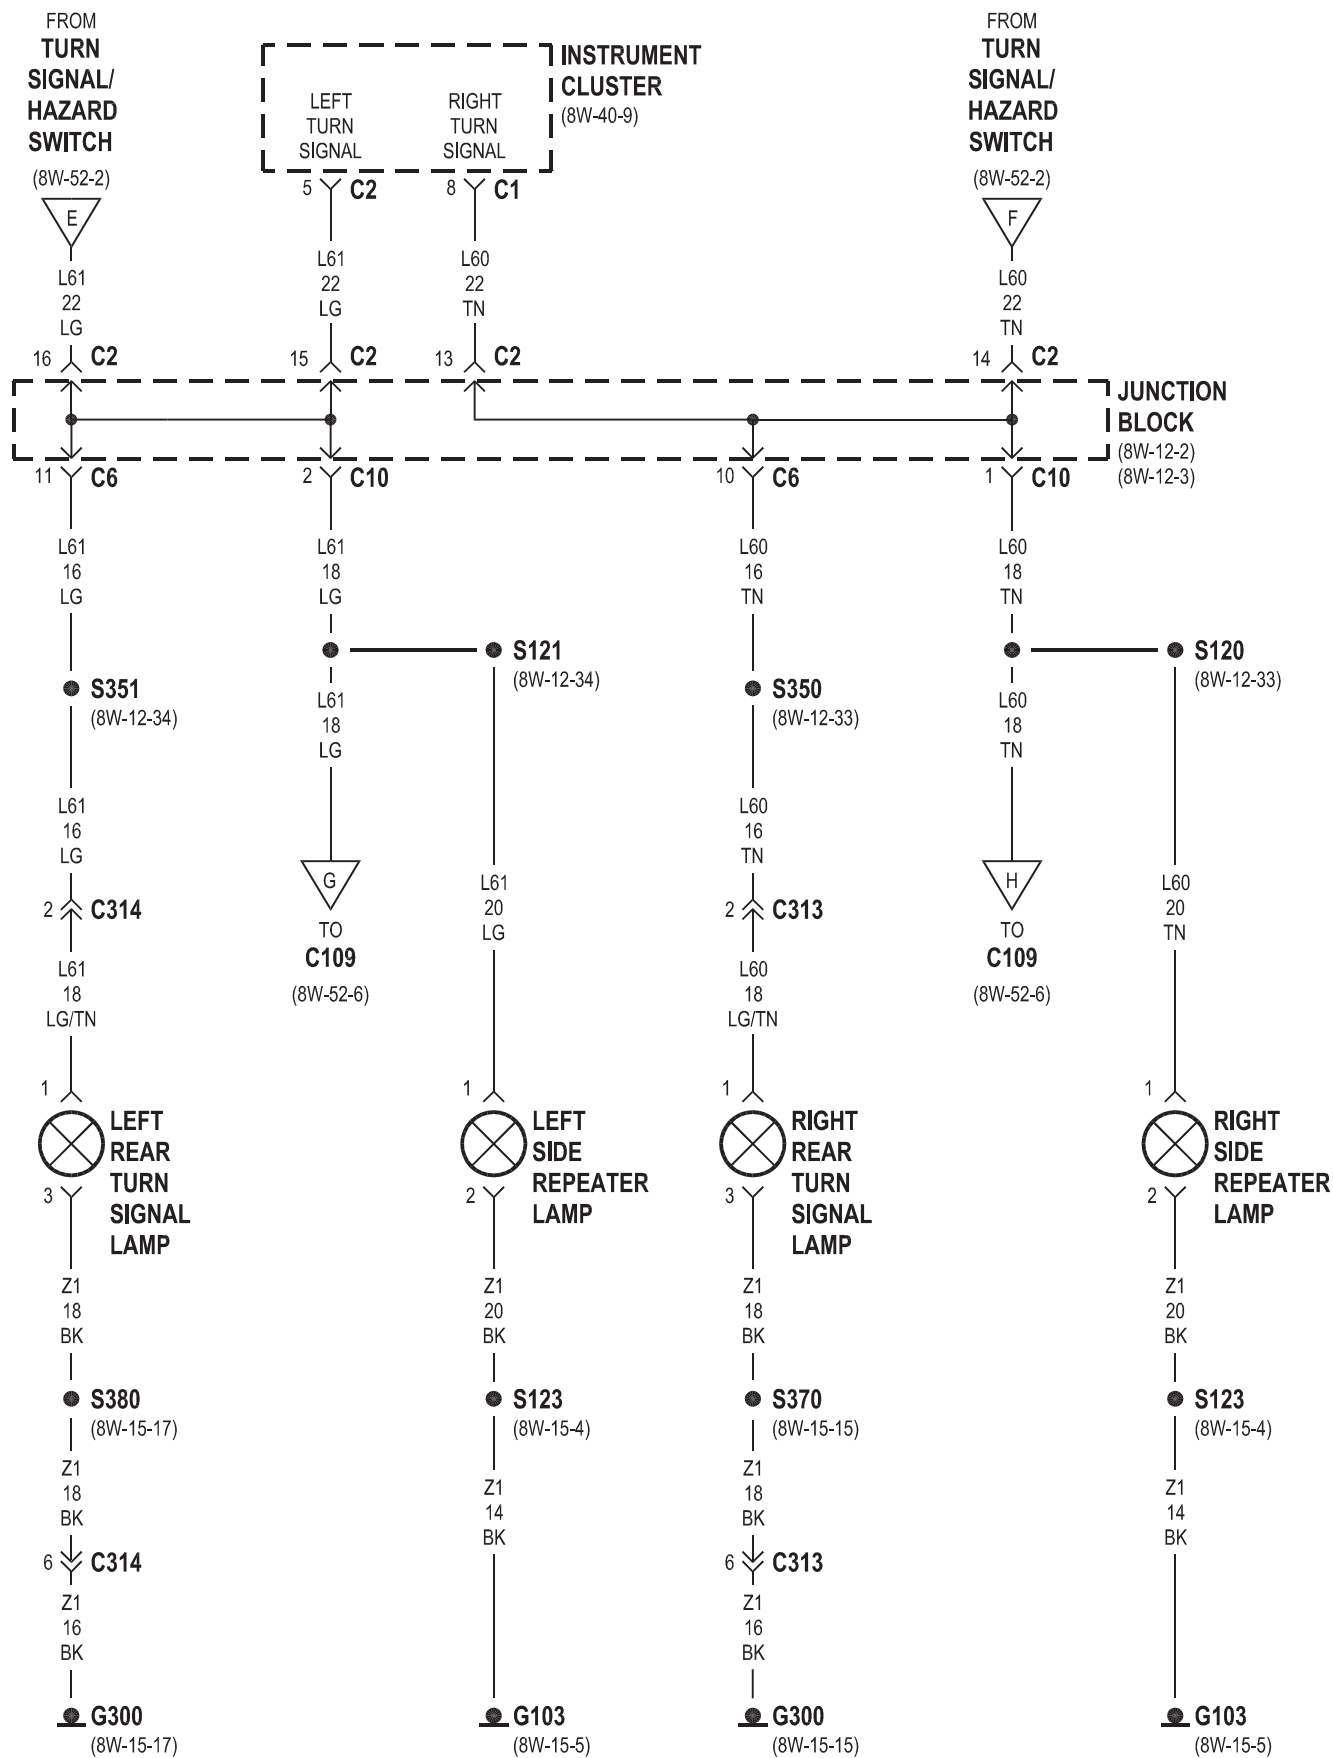 FROM
TURN
SIGNAL/
HAZARD
SWITCH
(8W-52-2)
E
INSTRUMENT
CLUSTER
(8W-40-9)
LEFT
TURN
SIGNAL
RIGHT
TURN
SIGNAL
5 C2
8 C1
FROM
TURN
SIGNAL/
HAZARD
SWITCH
(8W-52-2)
F
L61
22
LG
L61
22
LG
L60
22
TN
L60
22
TN
16 C2
15 C2
13 C2
14 C2
JUNCTION
BLOCK
(8W-12-2)
(8W-12-3)
11 C6
2 C10
10 C6
1 C10
L61
16
LG
L61
18
LG
L60
16
TN
L60
18
TN
S351
(8W-12-34)
S121
(8W-12-34)
S350
(8W-12-33)
S120
(8W-12-33)
L61
18
LG
L60
18
TN
L61
16
LG
L60
16
TN
G
TO
C109
(8W-52-6)
H
TO
C109
(8W-52-6)
L61
20
LG
L60
20
TN
2 C314
2 C313
L61
18
LG/TN
L60
18
LG/TN
1
LEFT
REAR
TURN
SIGNAL
LAMP
3
1
LEFT
SIDE
REPEATER
LAMP
2
1
RIGHT
REAR
TURN
SIGNAL
LAMP
3
1
RIGHT
SIDE
REPEATER
LAMP
2
Z1
18
BK
Z1
20
BK
Z1
18
BK
Z1
20
BK
S380
(8W-15-17)
S123
(8W-15-4)
S370
(8W-15-15)
S123
(8W-15-4)
Z1
18
BK
Z1
14
BK
Z1
18
BK
Z1
14
BK
6 C314
6 C313
Z1
16
BK
Z1
16
BK
G300
(8W-15-17)
G103
(8W-15-5)
G300
(8W-15-15)
G103
(8W-15-5)